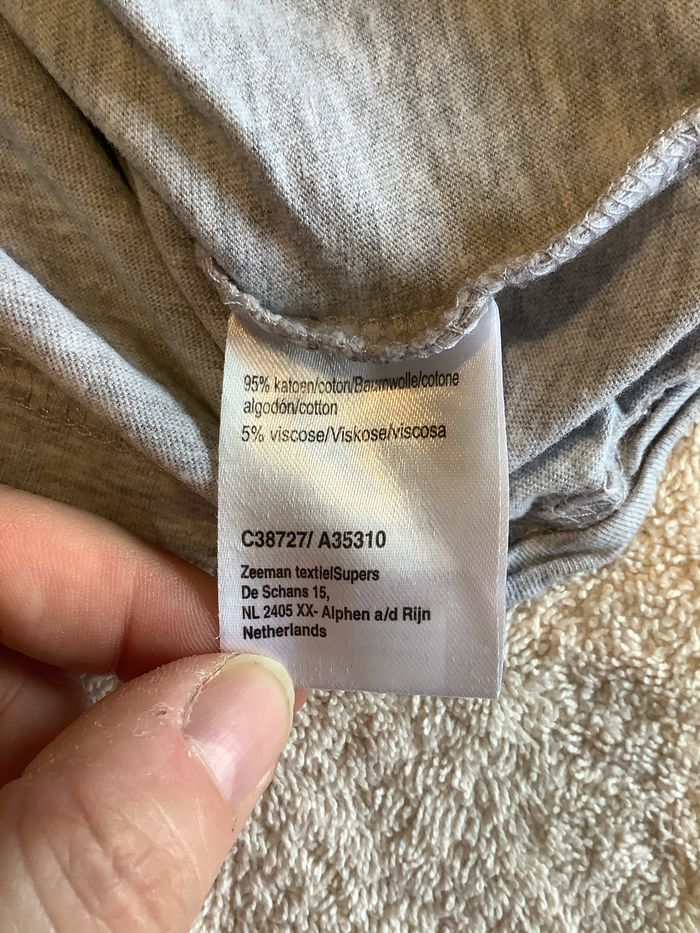 95% katoen/coton/Baumwolle/cotone
algodón/cotton
5% viscose/Viskose/viscosa
C38727/ A35310
Zeeman textielSupers
De Schans 15,
NL 2405 XX- Alphen a/d Rijn
Netherlands